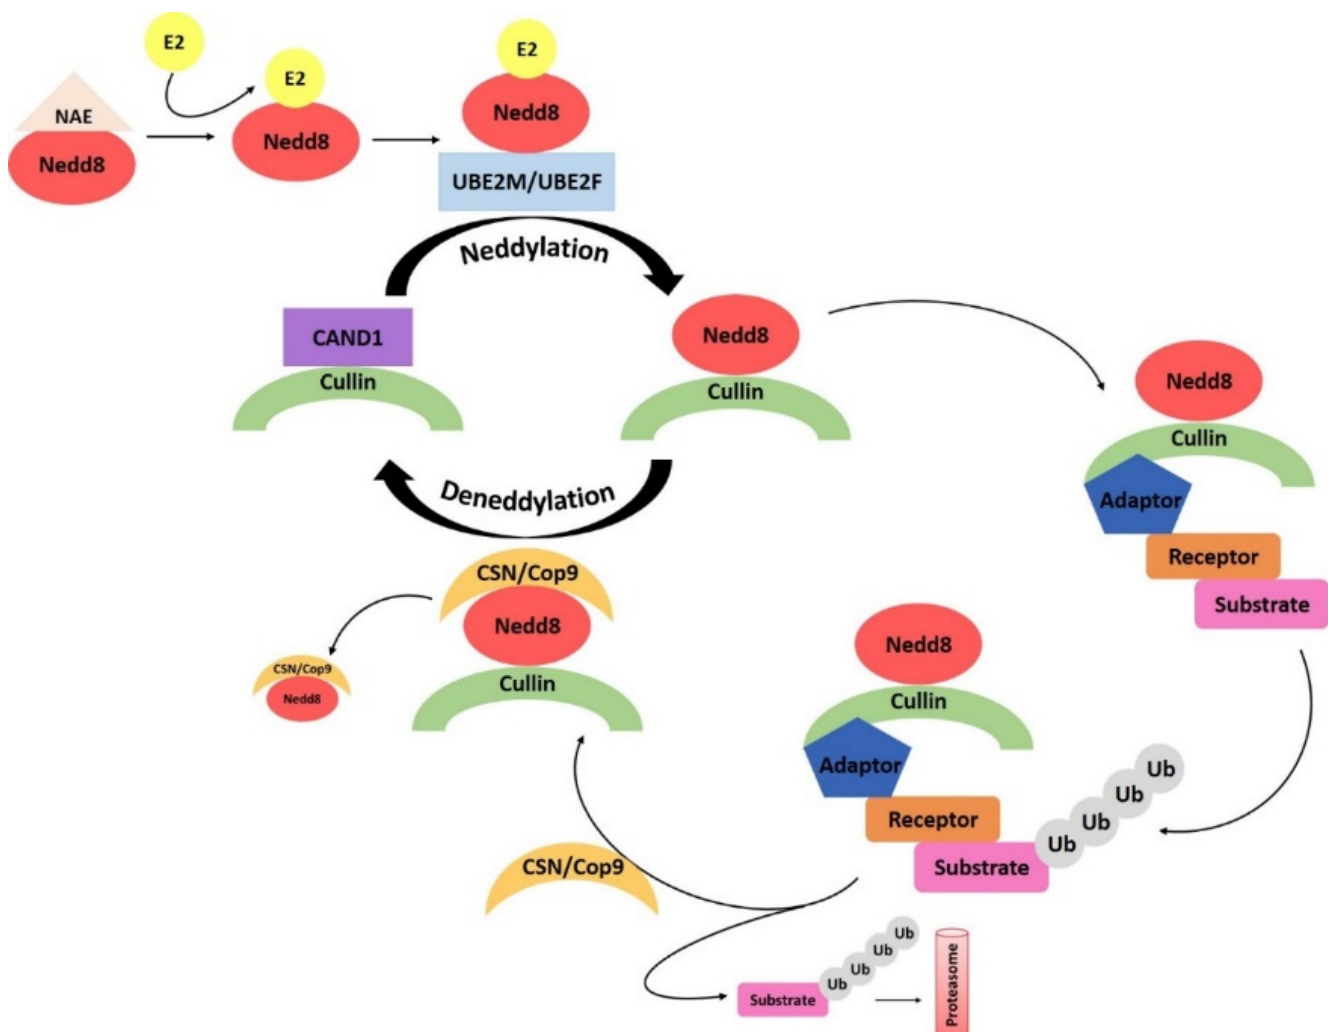 E2
NAE
Nedd8
E2
Nedd8
E2
Nedd8
UBE2M/UBE2F
Neddylation
CAND1
Cullin
Nedd8
Cullin
Nedd8
Cullin
Adaptor
Receptor
Substrate
Deneddylation
CSN/Cop9
Nedd8
Cullin
CSN/Cop9
Nedd8
Nedd8
Cullin
Adaptor
Receptor
Substrate
Ub
Ub
Ub
Ub
CSN/Cop9
Substrate
Ub
Ub
Ub
Ub
Proteasome